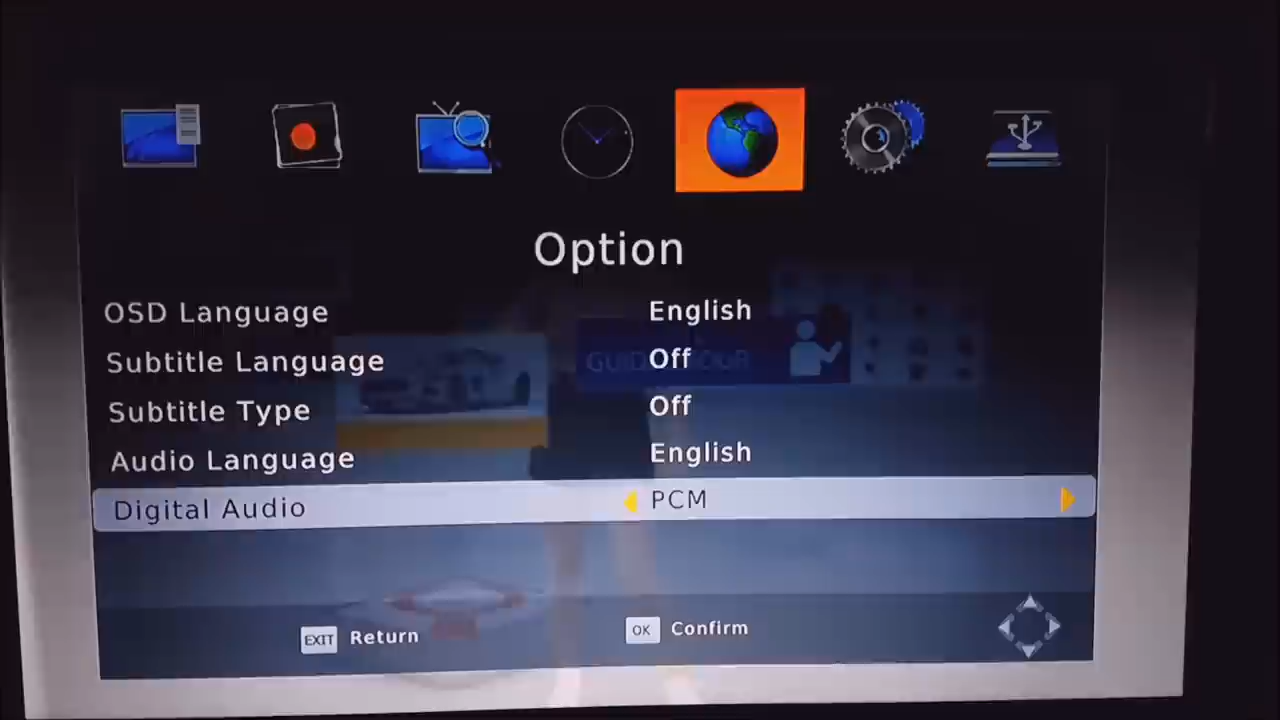 Option
OSD Language English
Subtitle Language Off
Subtitle Type Off
Audio Language English
Digital Audio PCM
EXIT Return OK Confirm